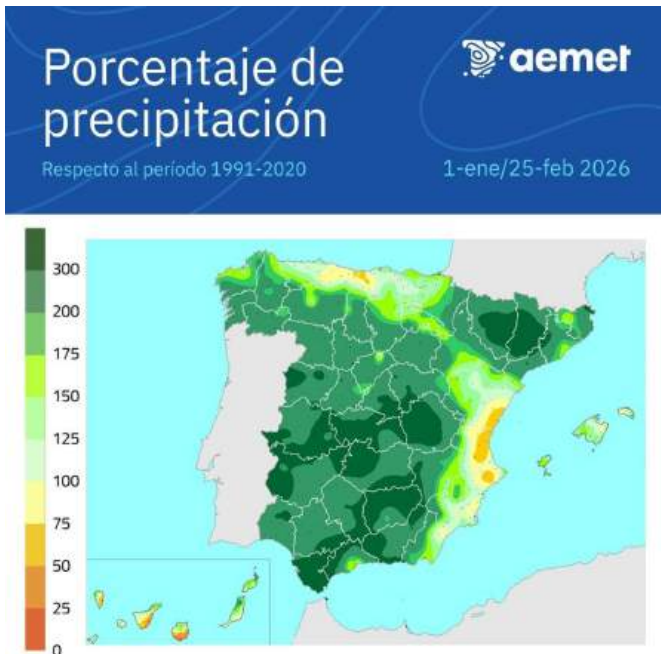 Porcentaje de
precipitación
aemet
Respecto al período 1991-2020
1-ene/25-feb 2026
300
200
175
150
125
100
75
50
25
0